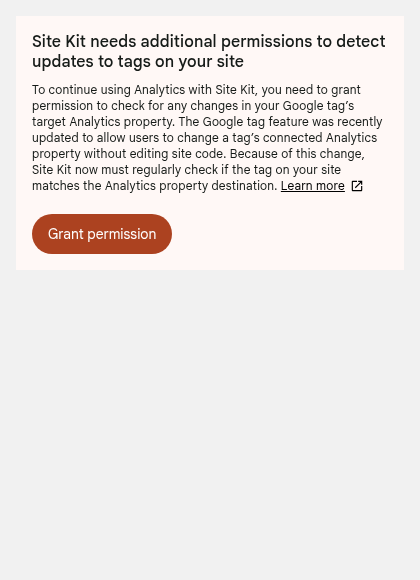 Site Kit needs additional permissions to detect
updates to tags on your site
To continue using Analytics with Site Kit, you need to grant
permission to check for any changes in your Google tag’s
target Analytics property. The Google tag feature was recently
updated to allow users to change a tag’s connected Analytics
property without editing site code. Because of this change,
Site Kit now must regularly check if the tag on your site
matches the Analytics property destination. Learn more
Grant permission